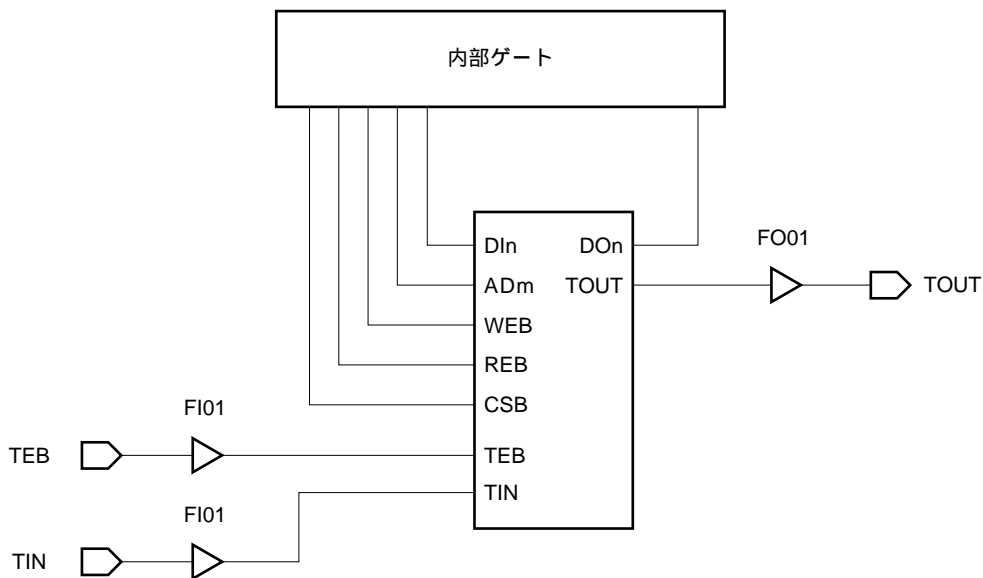 内部ゲート
DIn
DOn
FO01
ADm
TOUT
TOUT
WEB
REB
CSB
FI01
TEB
TEB
TIN
FI01
TIN